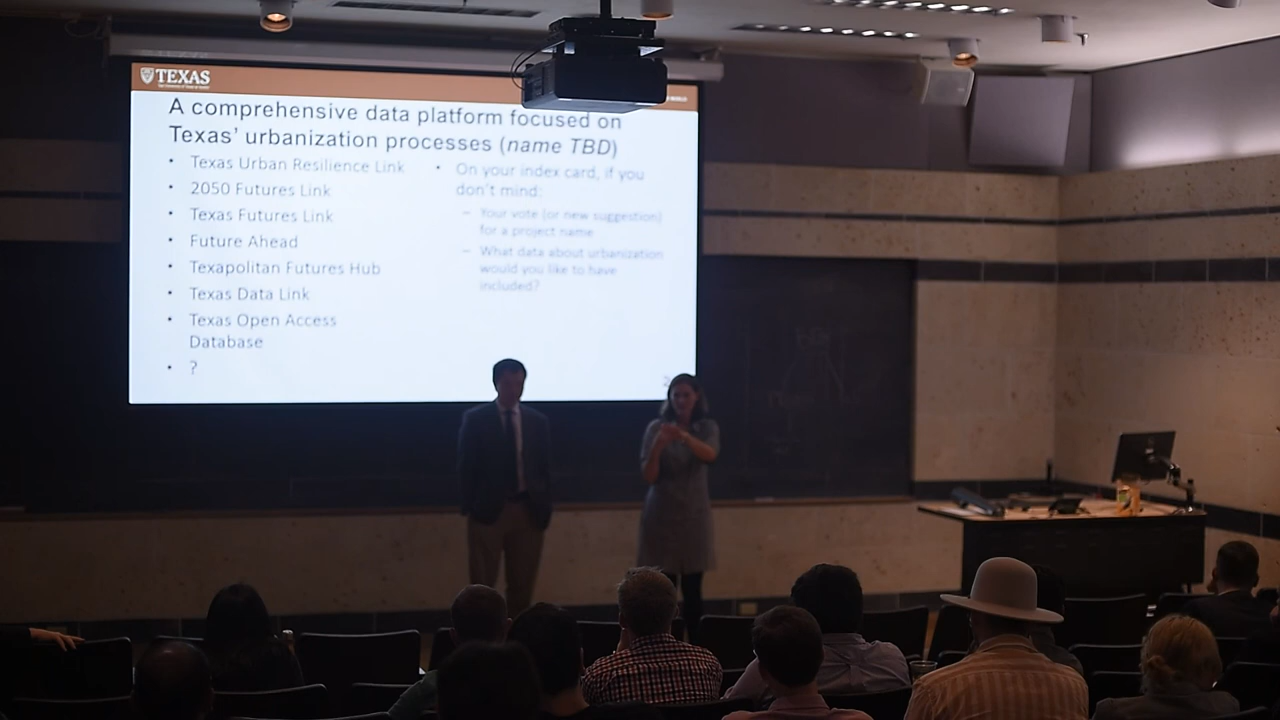 TEXAS
A comprehensive data platform focused on
Texas' urbanization processes (name TBD)
• Texas Urban Resilience Link
• 2050 Futures Link
• Texas Futures Link
• Future Ahead
• Texapolitan Futures Hub
• Texas Data Link
• Texas Open Access
Database
• ?
• On your index card, if you
don't mind:
– Your vote (or new suggestion)
for a project name
– What data about urbanization
would you like to have
included?